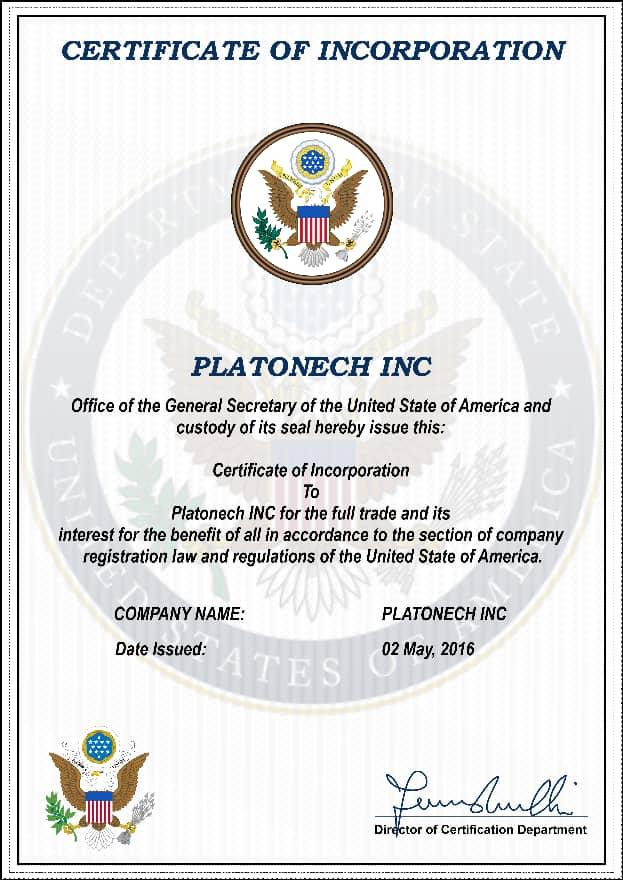 CERTIFICATE OF INCORPORATION
PLATONECH INC
Office of the General Secretary of the United State of America and
custody of its seal hereby issue this:
Certificate of Incorporation
To
Platonech INC for the full trade and its
interest for the benefit of all in accordance to the section of company
registration law and regulations of the United State of America.
COMPANY NAME: PLATONECH INC
Date Issued: 02 May, 2016
Director of Certification Department
DEPARTMENT OF STATE
UNITED STATES OF AMERICA